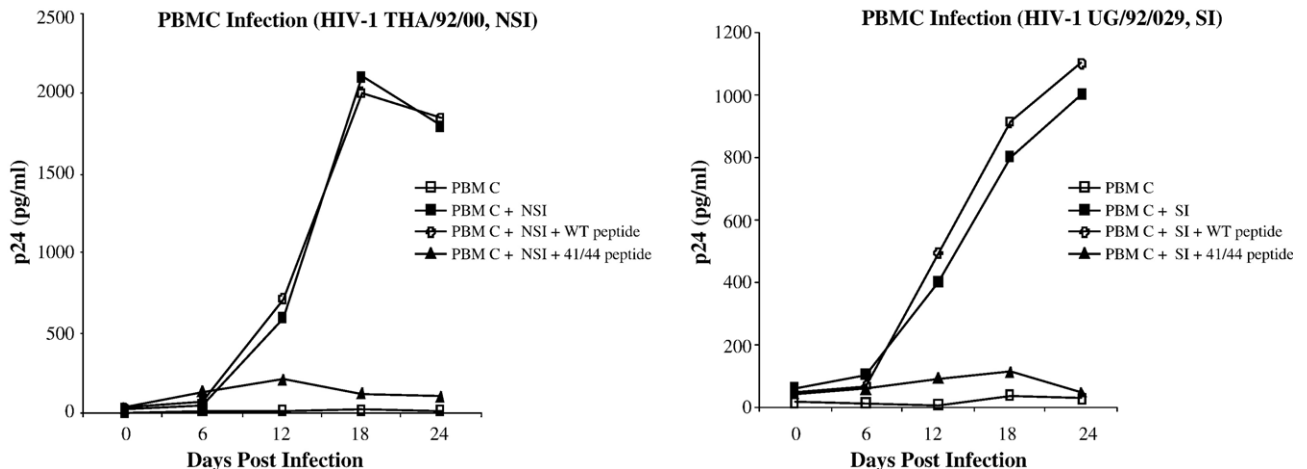 PBMC Infection (HIV-1 THA/92/00, NSI)
2500
2000
1500
1000
500
0
p24 (pg/ml)
0 6 12 18 24
Days Post Infection
PBM C
PBM C + NSI
PBM C + NSI + WT peptide
PBM C + NSI + 41/44 peptide
PBMC Infection (HIV-1 UG/92/029, SI)
1200
1000
800
600
400
200
0
p24 (pg/ml)
0 6 12 18 24
Days Post Infection
PBM C
PBM C + SI
PBM C + SI + WT peptide
PBM C + SI + 41/44 peptide